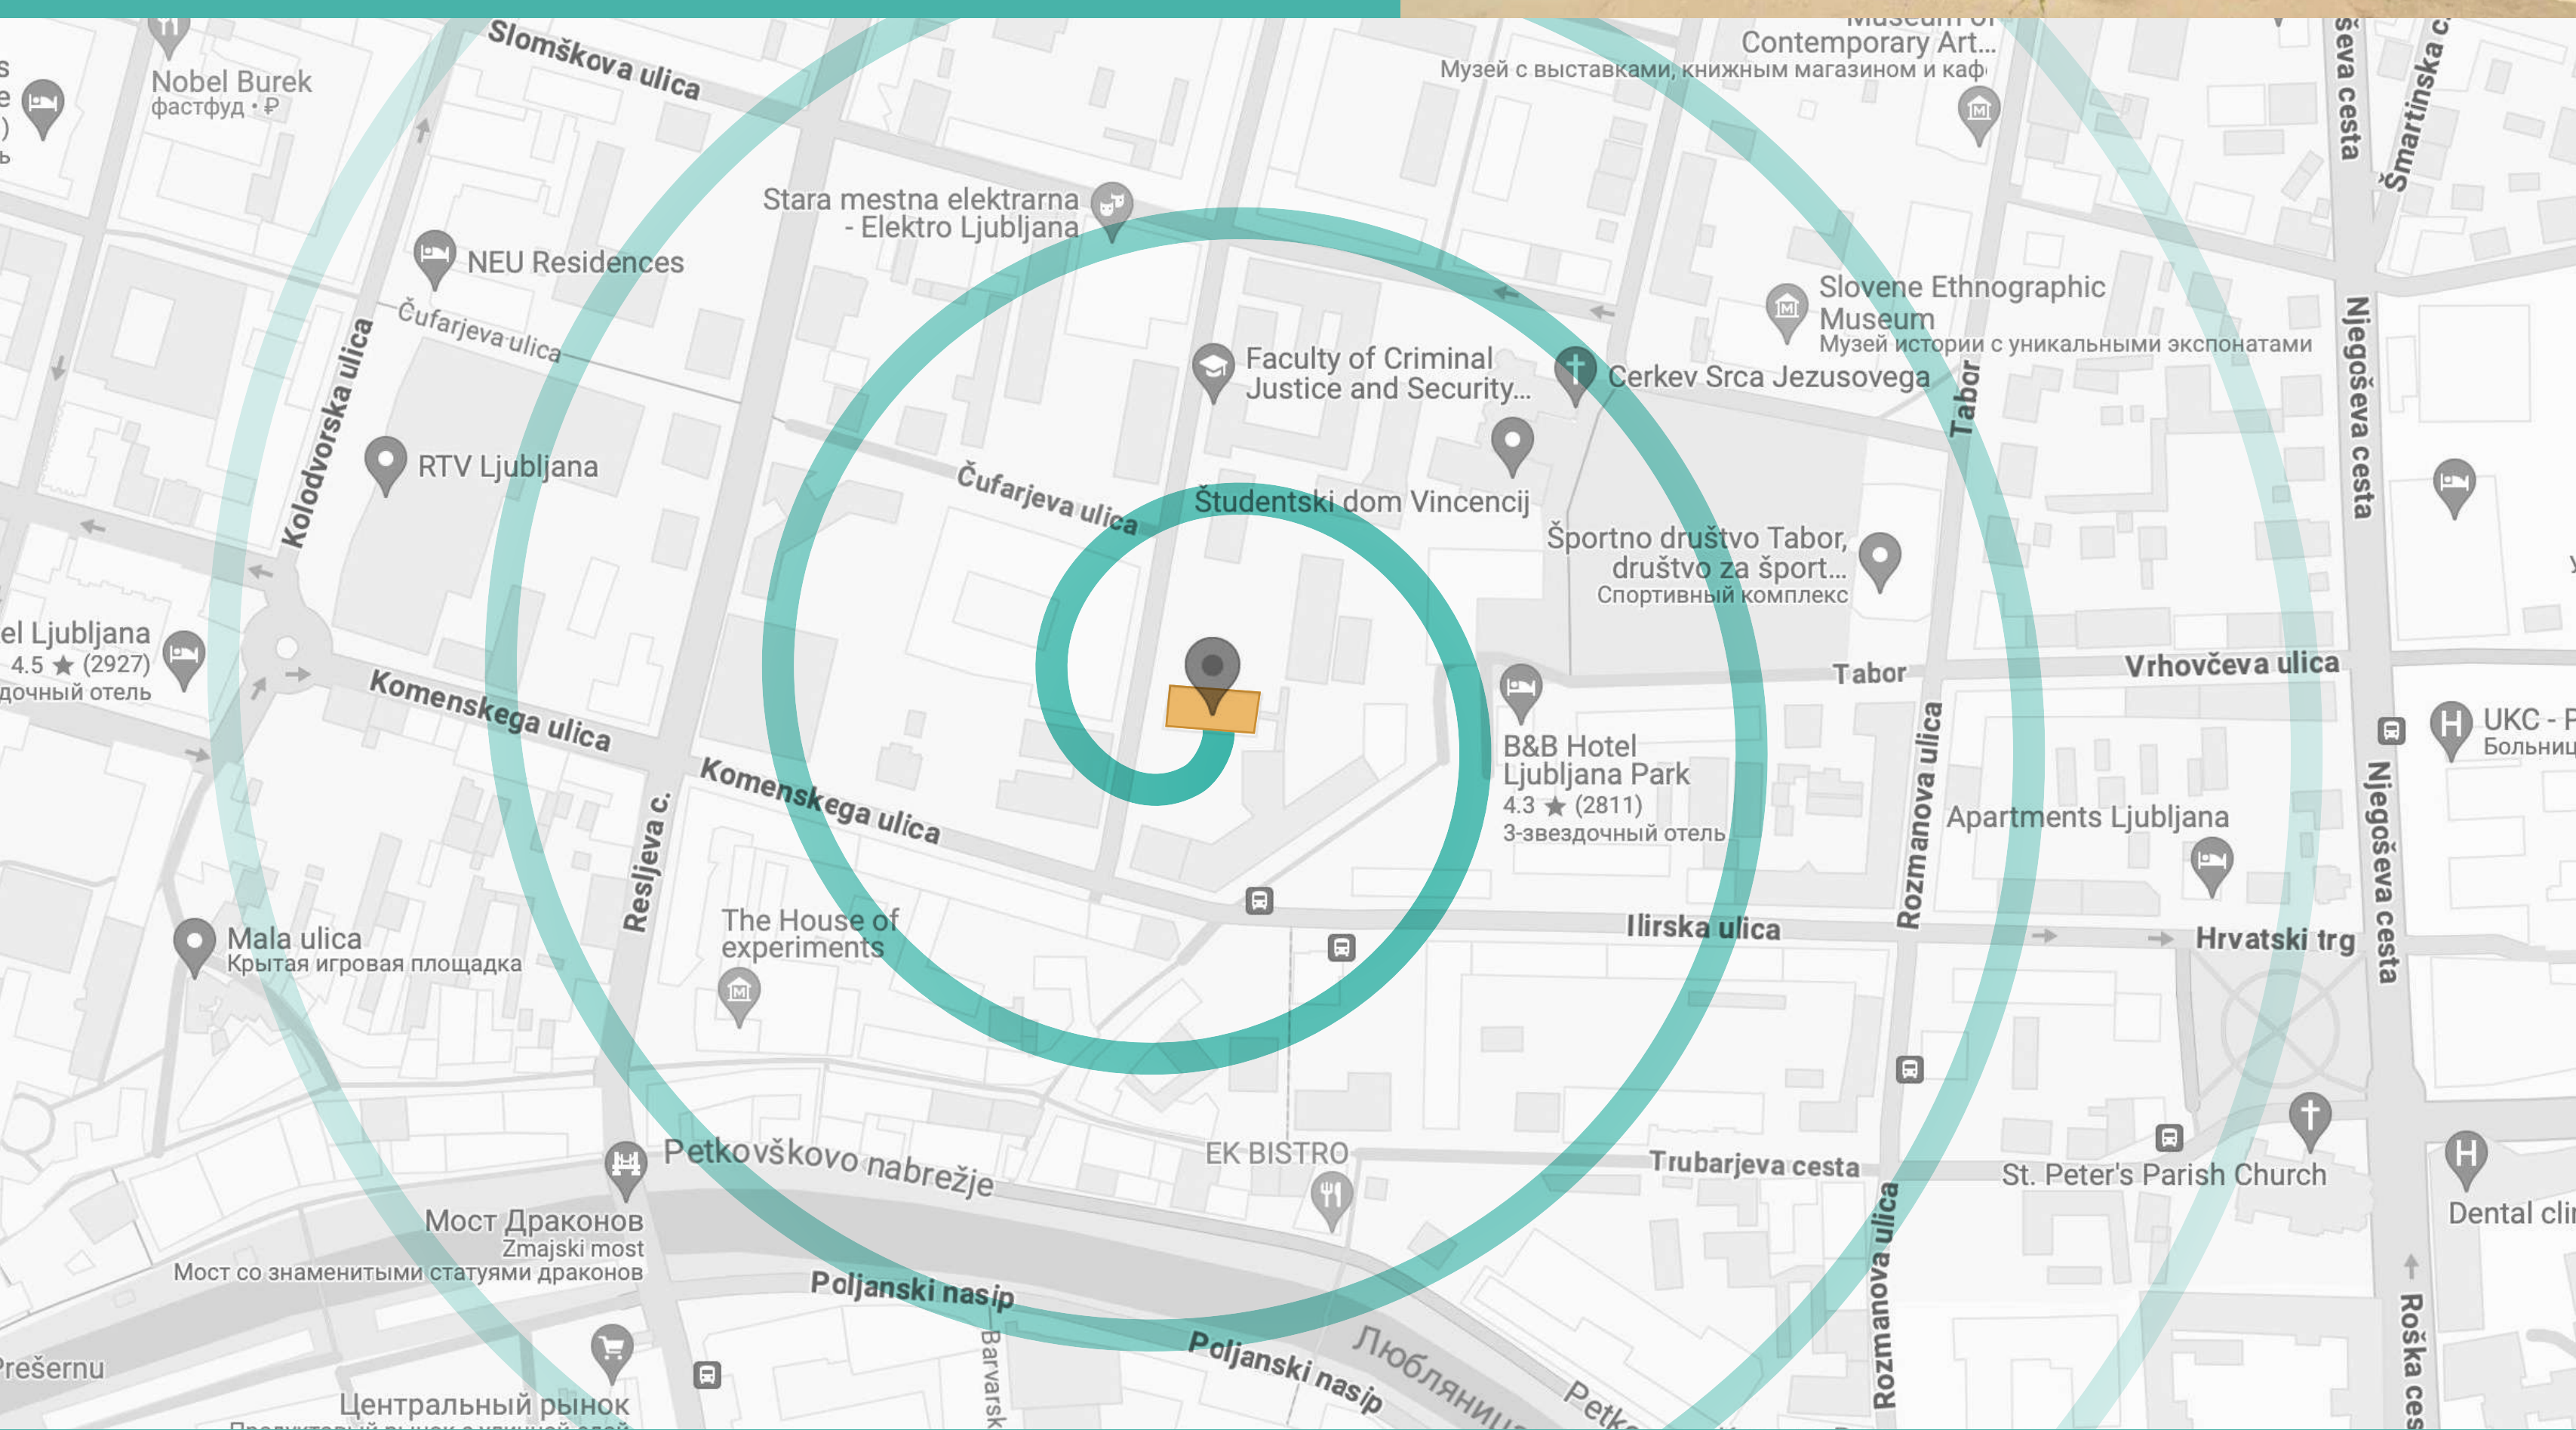 Slomškova ulica
Nobel Burek
фастфуд • ₽
Contemporary Art...
Музей с выставками, книжным магазином и каф
Šmartinska c.
Stara mestna elektrarna
- Elektro Ljubljana
NEU Residences
Čufarjeva ulica
Kolodvorska ulica
Slovene Ethnographic
Museum
Музей истории с уникальными экспонатами
Faculty of Criminal
Justice and Security...
Cerkev Srca Jezusovega
Tabor
Njegoševa cesta
RTV Ljubljana
Čufarjeva ulica
Študentski dom Vincencij
Športno društvo Tabor,
društvo za šport...
Спортивный комплекс
el Ljubljana
4.5 ★ (2927)
дочный отель
Komenskega ulica
Tabor
Vrhovčeva ulica
Komenskega ulica
B&B Hotel
Ljubljana Park
4.3 ★ (2811)
3-звездочный отель
Rozmanova ulica
UKC - P
Больниц
Apartments Ljubljana
Njegoševa cesta
Resljeva c.
The House of
experiments
Mala ulica
Крытая игровая площадка
Ilirska ulica
Hrvatski trg
Petkovškovo nabrežje
EK BISTRO
Trubarjeva cesta
St. Peter's Parish Church
Мост Драконов
Zmajski most
Мост со знаменитыми статуями драконов
Dental cli
Rozmanova ulica
Poljanski nasip
Poljanski nasip
Barvarsk
Любляница
Petko
Roška ces
Prešernu
Центральный рынок